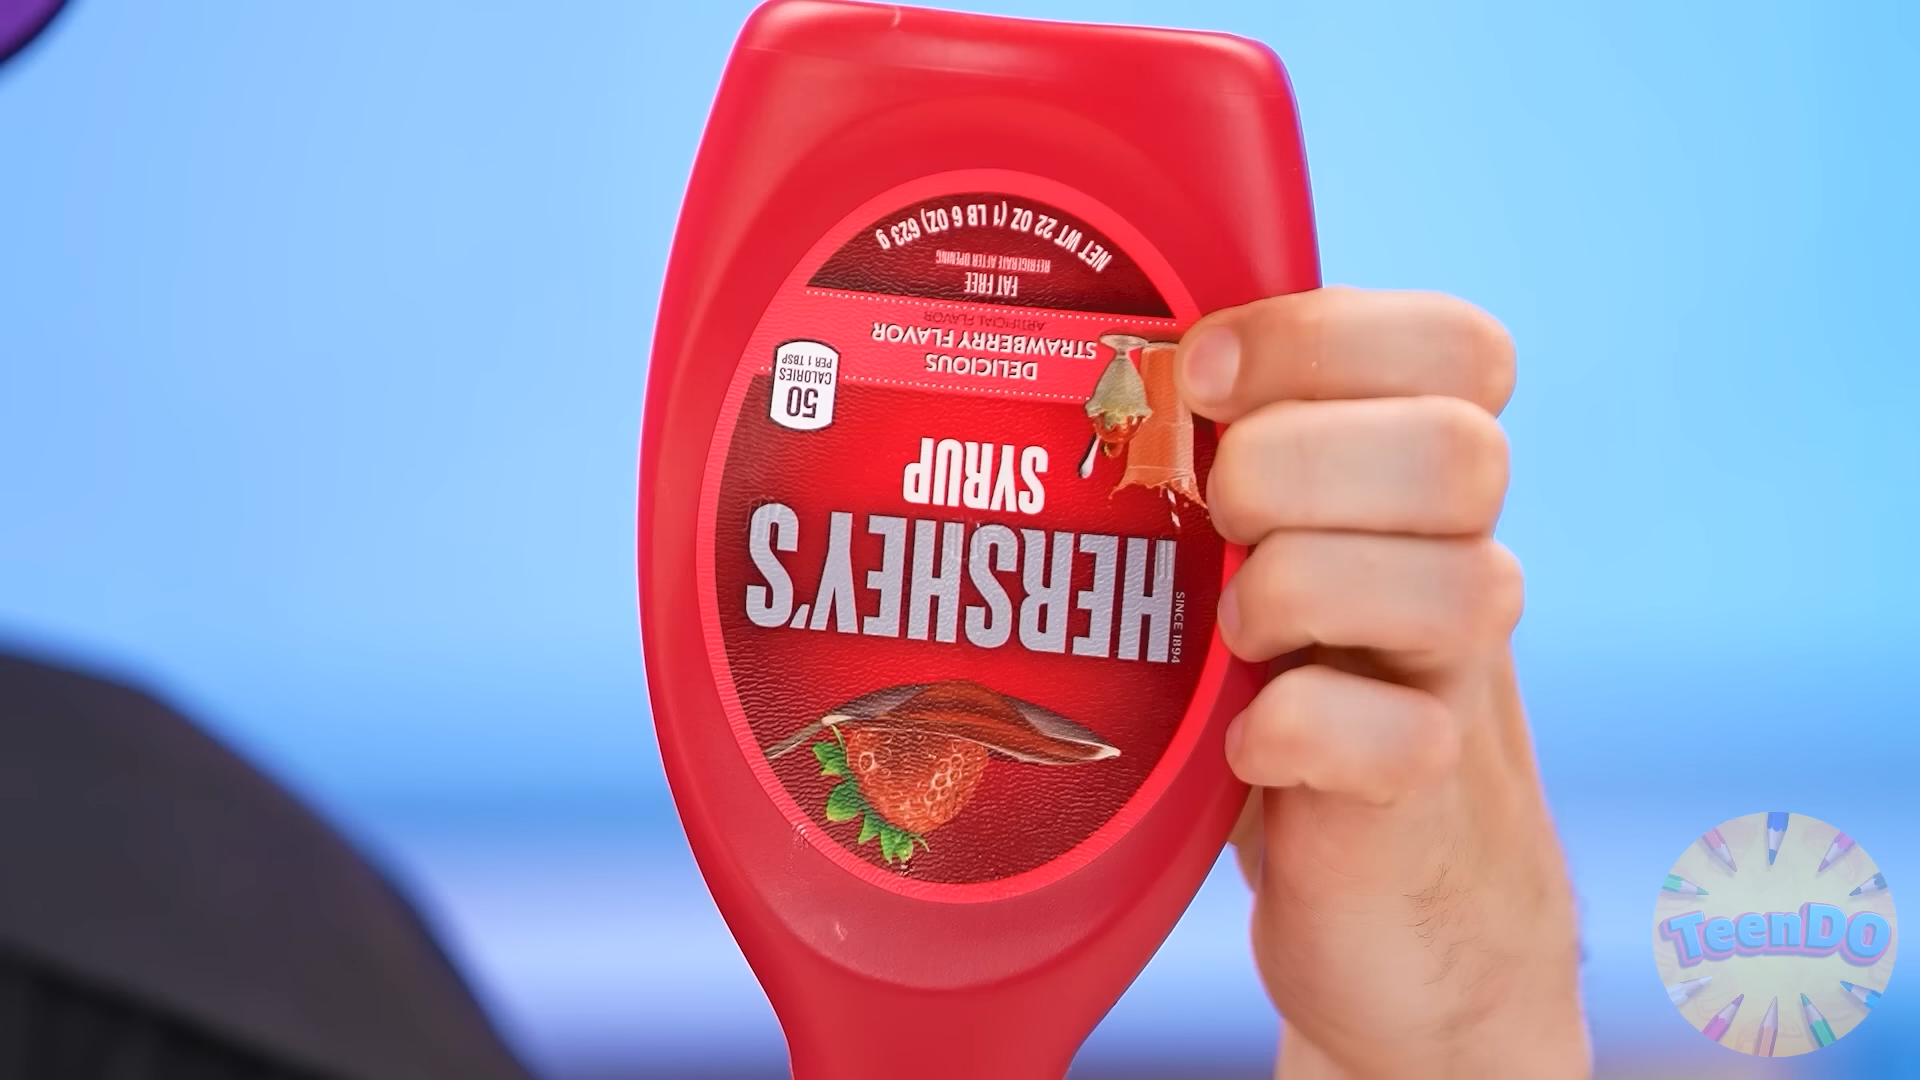 SINCE 1894
HERSHEY'S
SYRUP
50
CALORIES
PER 1 TBSP
DELICIOUS
STRAWBERRY FLAVOR
ARTIFICIAL FLAVOR
FAT FREE
REFRIGERATE AFTER OPENING
NET WT 22 OZ (1 LB 6 OZ) 623 g
TeenDO